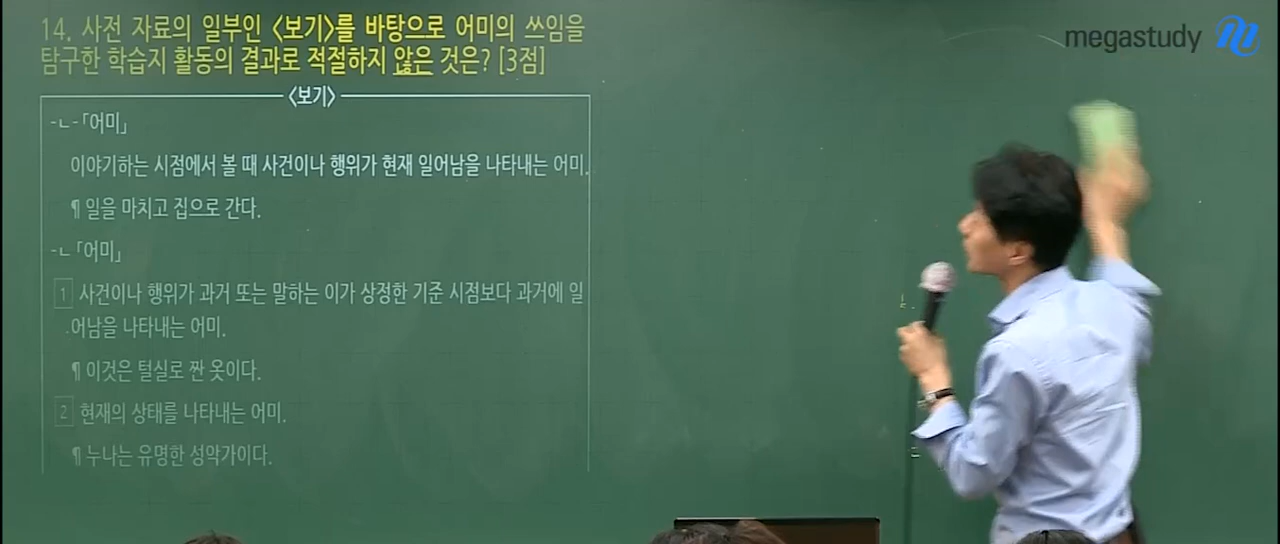 14. 사전 자료의 일부인 〈보기〉를 바탕으로 어미의 쓰임을
탐구한 학습지 활동의 결과로 적절하지 않은 것은? [3점]
〈보기〉
-ㄴ-「어미」
이야기하는 시점에서 볼 때 사건이나 행위가 현재 일어남을 나타내는 어미.
¶ 일을 마치고 집으로 간다.
-ㄴ「어미」
1 사건이나 행위가 과거 또는 말하는 이가 상정한 기준 시점보다 과거에 일
어남을 나타내는 어미.
¶ 이것은 털실로 짠 옷이다.
2 현재의 상태를 나타내는 어미.
¶ 누나는 유명한 성악가이다.
megastudy